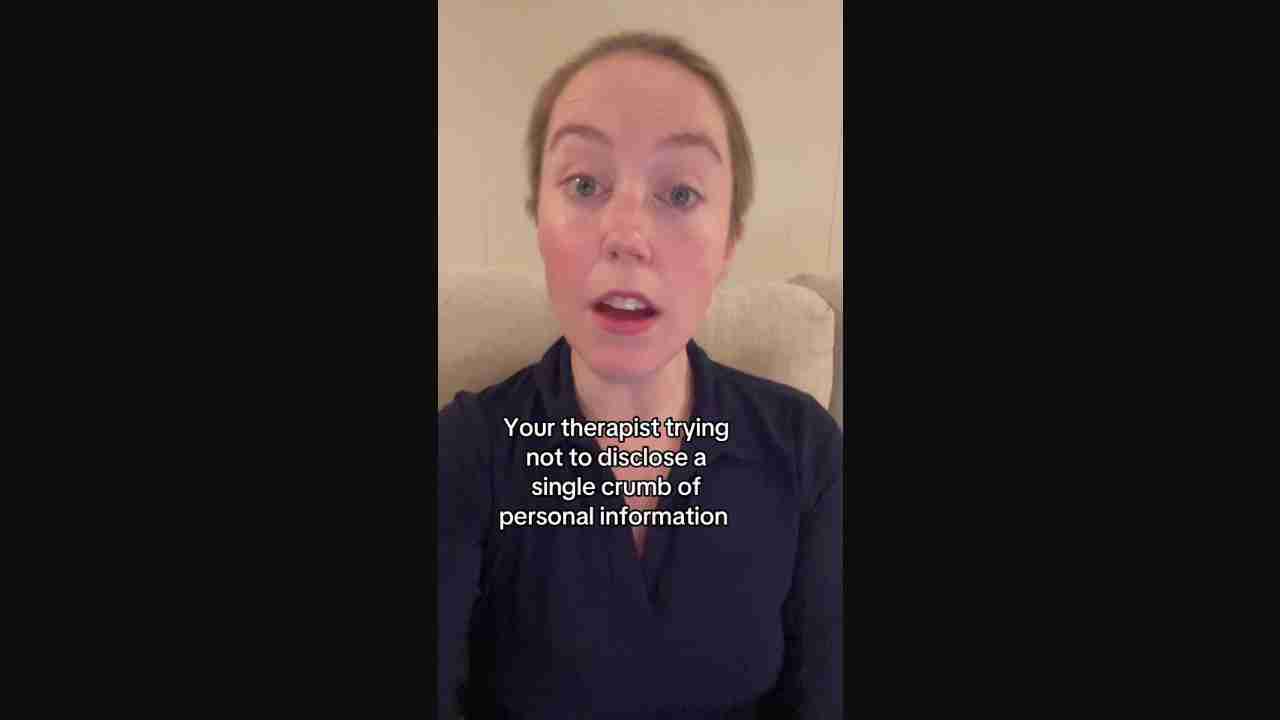 Your therapist trying
not to disclose a
single crumb of
personal information